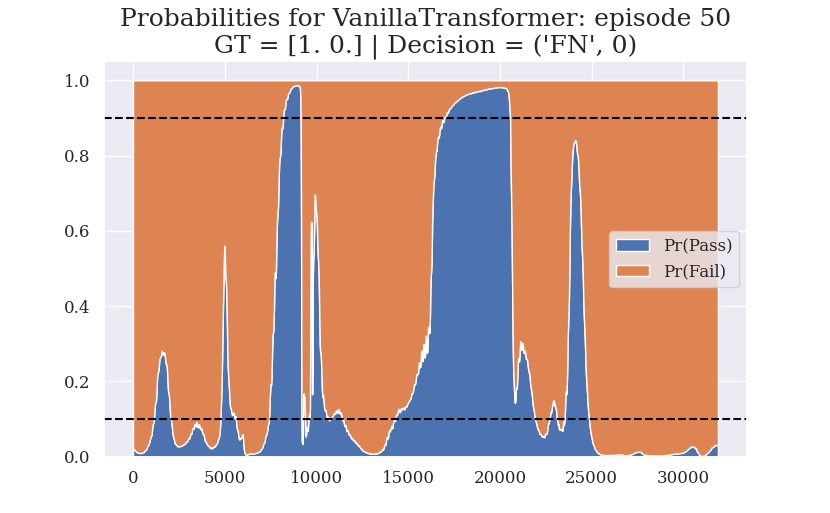 Probabilities for VanillaTransformer: episode 50
GT = [1. 0.] | Decision = ('FN', 0)
1.0
0.8
0.6
0.4
0.2
0.0
Pr(Pass)
Pr(Fail)
0 5000 10000 15000 20000 25000 30000